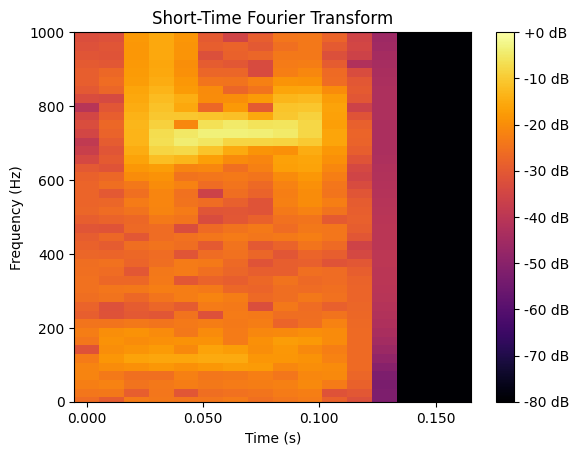 Short-Time Fourier Transform
1000
800
600
400
200
0
Frequency (Hz)
0.000
0.050
0.100
0.150
Time (s)
+0 dB
-10 dB
-20 dB
-30 dB
-40 dB
-50 dB
-60 dB
-70 dB
-80 dB